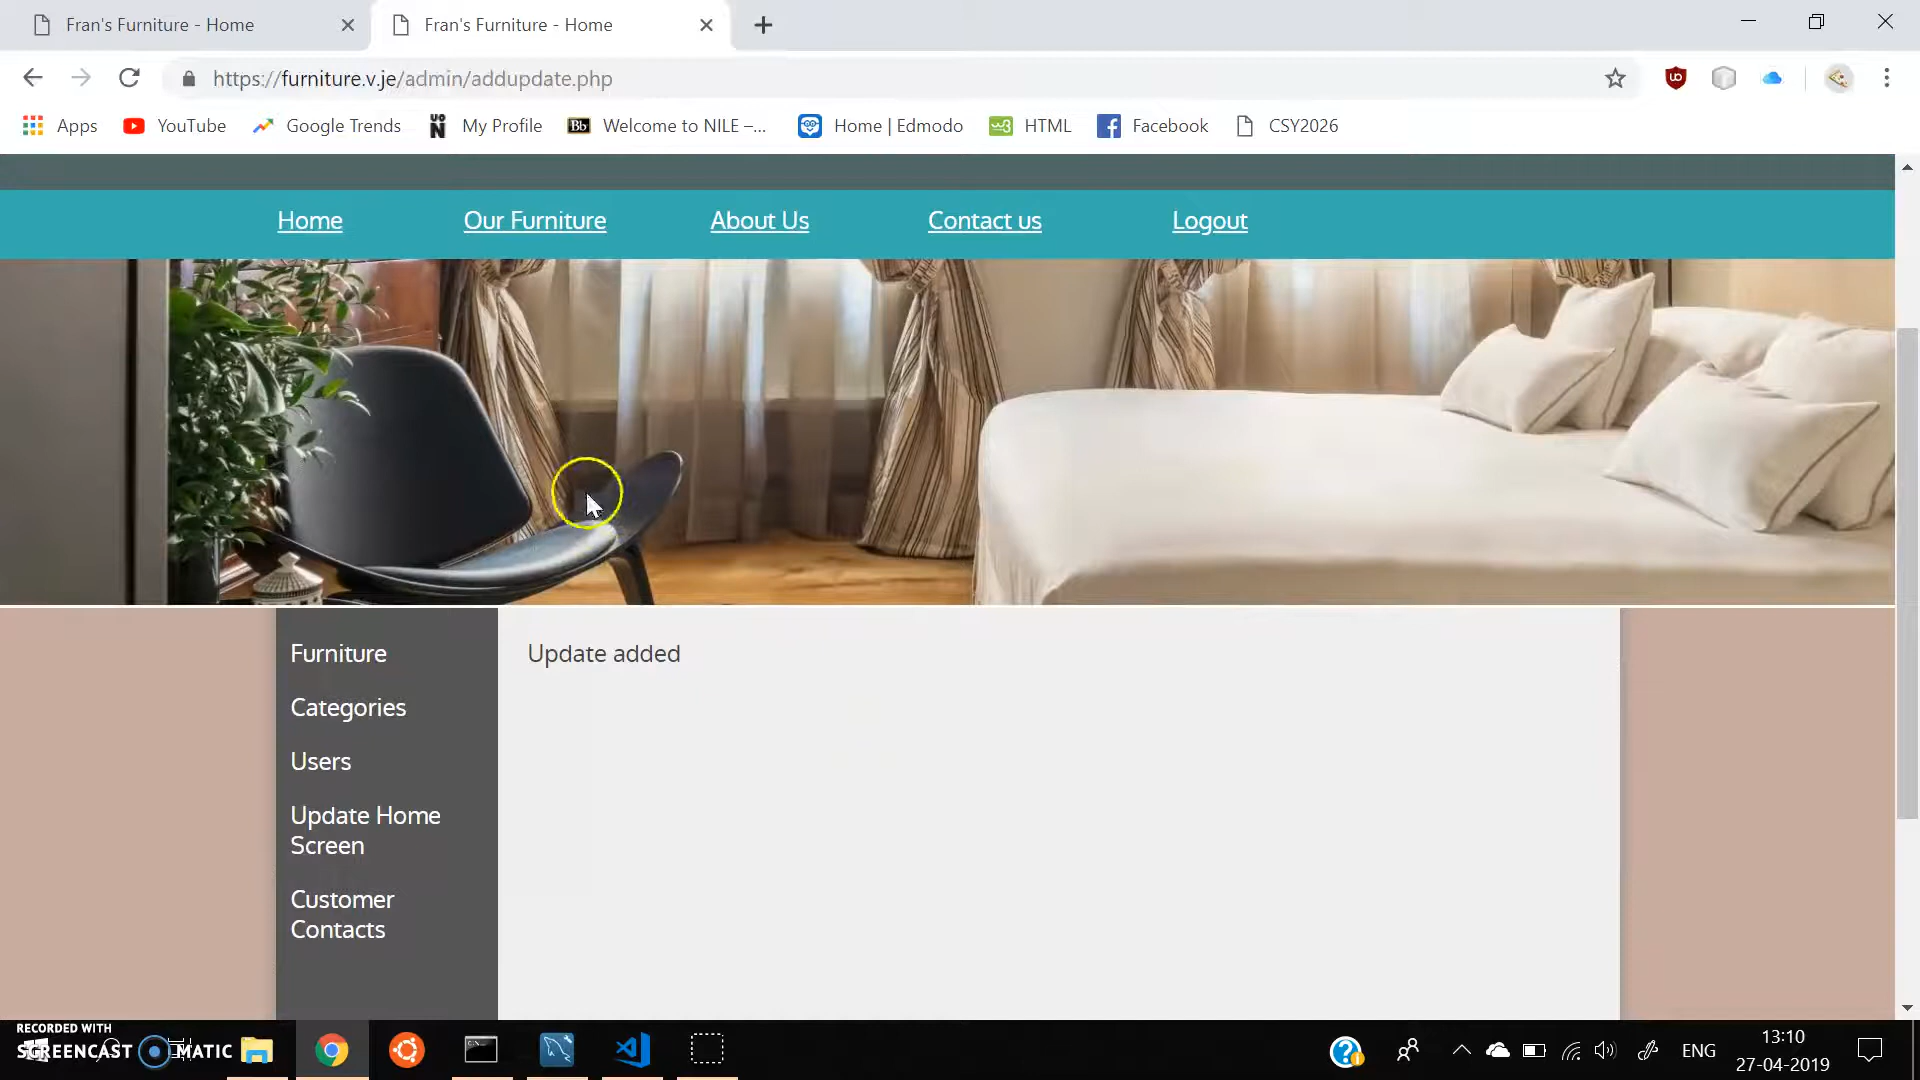 Fran's Furniture - Home
Fran's Furniture - Home
https://furniture.v.je/admin/addupdate.php
Apps YouTube Google Trends My Profile Welcome to NILE –... Home | Edmodo HTML Facebook CSY2026
Home Our Furniture About Us Contact us Logout
Furniture
Categories
Users
Update Home
Screen
Customer
Contacts
Update added
RECORDED WITH
SCREENCAST MATIC
ENG
13:10
27-04-2019